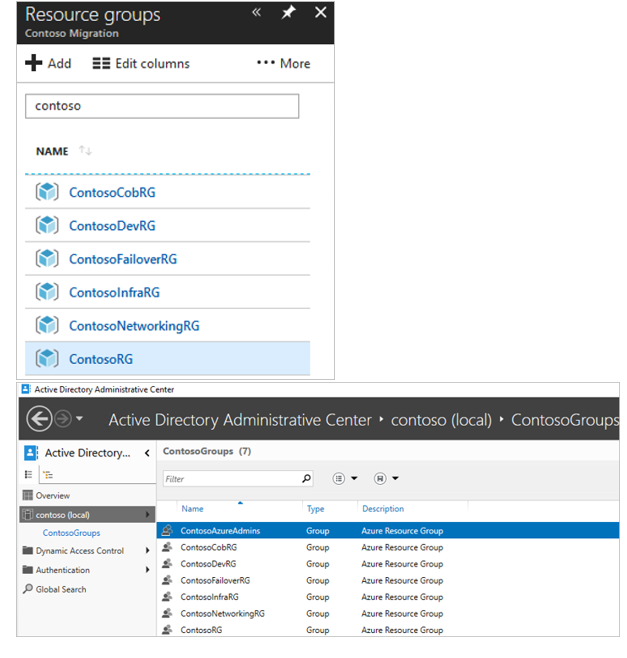 Resource groups
Contoso Migration
Add Edit columns More
contoso
NAME
ContosoCobRG
ContosoDevRG
ContosoFailoverRG
ContosoInfraRG
ContosoNetworkingRG
ContosoRG
Active Directory Administrative Center
Active Directory Administrative Center • contoso (local) • ContosoGroups
Active Directory... ContosoGroups (7)
Filter
Overview Name Type Description
contoso (local) ContosoAzureAdmins Group Azure Resource Group
ContosoGroups ContosoCobRG Group Azure Resource Group
Dynamic Access Control ContosoDevRG Group Azure Resource Group
Authentication ContosoFailoverRG Group Azure Resource Group
Global Search ContosoInfraRG Group Azure Resource Group
ContosoNetworkingRG Group Azure Resource Group
ContosoRG Group Azure Resource Group